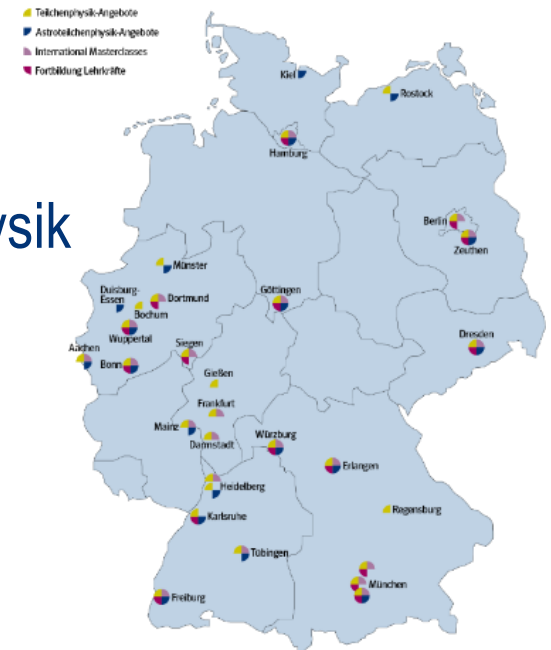 Teilchenphysik-Angebote
Astroteilchenphysik-Angebote
International Masterclasses
Fortbildung Lehrkräfte
Kiel
Rostock
Hamburg
ysik
Berlin
Zeuthen
Münster
Duisburg-
Essen
Dortmund
Bochum
Göttingen
Wuppertal
Dresden
Aachen
Siegen
Bonn
Gießen
Frankfurt
Mainz
Darmstadt
Würzburg
Erlangen
Heidelberg
Regensburg
Karlsruhe
Tübingen
München
Freiburg